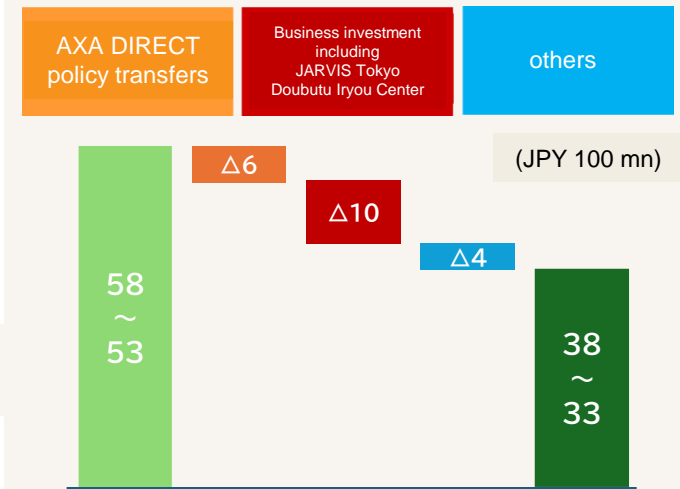 AXA DIRECT
policy transfers
Business investment
including
JARVIS Tokyo
Doubutu Iryou Center
others
(JPY 100 mn)
△6
△10
△4
58
～
53
38
～
33